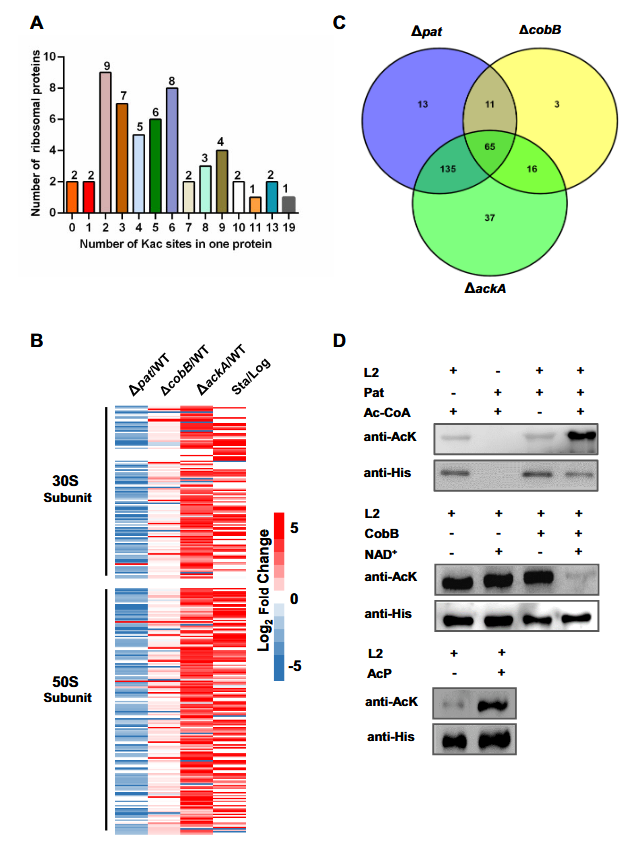 A
10
8
6
4
2
0
Number of ribosomal proteins
2
2
9
7
5
6
8
2
3
4
2
1
2
1
0 1 2 3 4 5 6 7 8 9 10 11 13 19
Number of Kac sites in one protein
C
Δpat
ΔcobB
13
11
3
65
135
16
37
ΔackA
B
Δpat/WT
ΔcobB/WT
ΔackA/WT
Sta/Log
30S
Subunit
50S
Subunit
Log2 Fold Change
5
0
-5
D
L2 + - + +
Pat - + + +
Ac-CoA + + - +
anti-AcK
anti-His
L2 + + + +
CobB - - + +
NAD+ - + - +
anti-AcK
anti-His
L2 + +
AcP - +
anti-AcK
anti-His